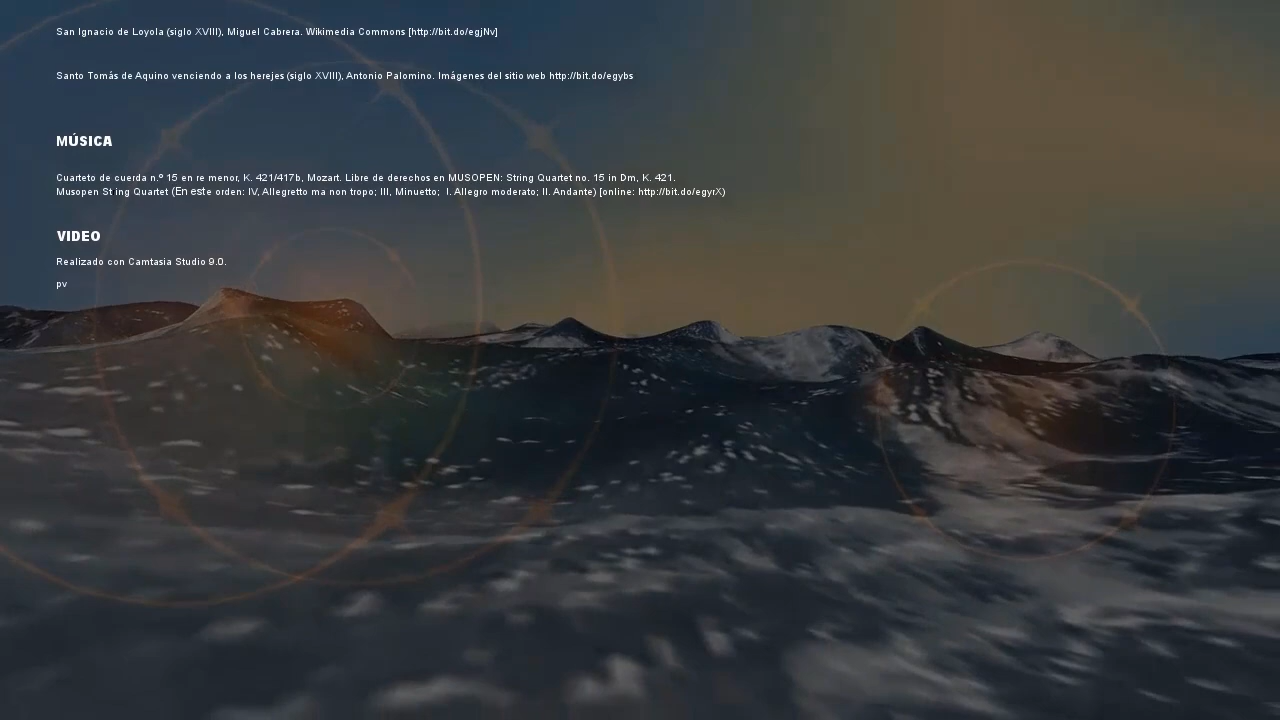 San Ignacio de Loyola (siglo XVIII), Miguel Cabrera. Wikimedia Commons [http://bit.do/egjNv]
Santo Tomás de Aquino venciendo a los herejes (siglo XVIII), Antonio Palomino. Imágenes del sitio web http://bit.do/egybs
MÚSICA
Cuarteto de cuerda n.º 15 en re menor, K. 421/417b, Mozart. Libre de derechos en MUSOPEN: String Quartet no. 15 in Dm, K. 421.
Musopen St ing Quartet (En este orden: IV, Allegretto ma non tropo; III, Minuetto; I. Allegro moderato; II. Andante) [online: http://bit.do/egyrX)
VIDEO
Realizado con Camtasia Studio 9.0.
pv